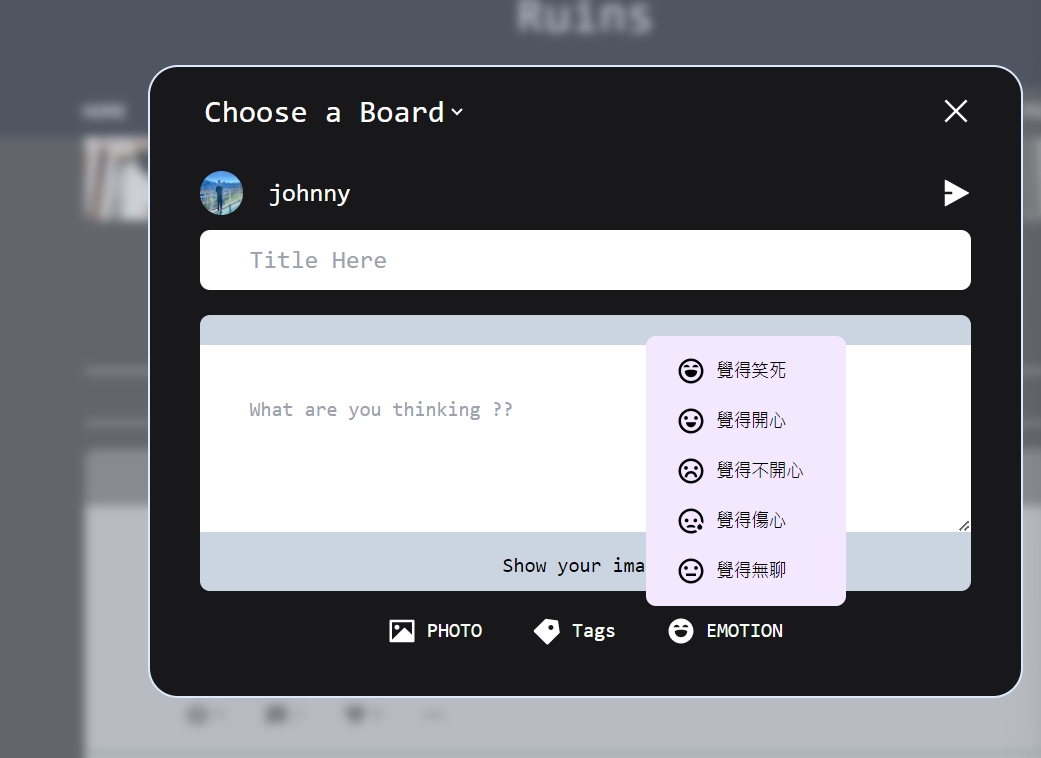 Ruins
HOME
Choose a Board
johnny
Title Here
What are you thinking ??
覺得笑死
覺得開心
覺得不開心
覺得傷心
覺得無聊
Show your ima
PHOTO
Tags
EMOTION